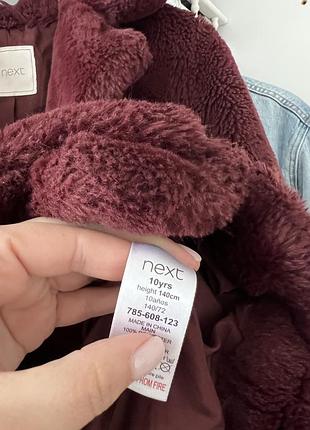 next
next
10yrs
height 140cm
10años
140/72
785-608-123
MADE IN CHINA
MAIN
100%
FROM FIRE